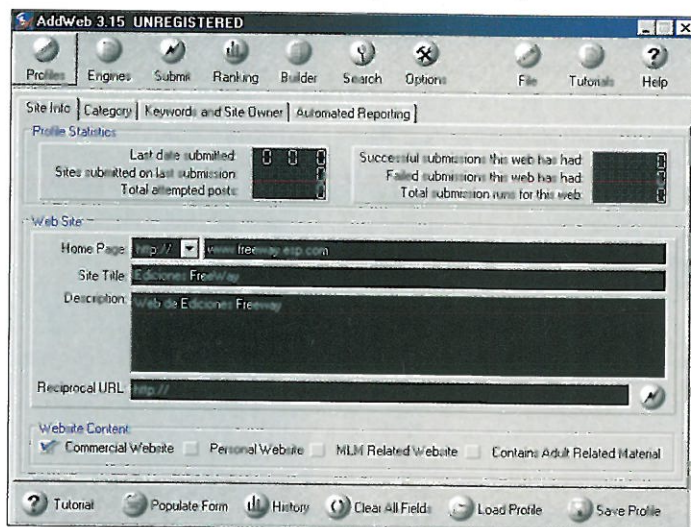 AddWeb 3.15 UNREGISTERED
Profiles Engines Submit Ranking Builder Search Options File Tutorials Help
Site Info Category Keywords and Site Owner Automated Reporting
Profile Statistics
Last date submitted: 0 0 0
Sites submitted on last submission: 0
Total attempted posts: 0
Successful submissions this web has had: 0
Failed submissions this web has had: 0
Total submission runs for this web: 0
Web Site
Home Page: http:// www.freeway.esp.com
Site Title: Ediciones FreeWay
Description: Web de Ediciones Freeway
Reciprocal URL: http://
Website Content
Commercial Website Personal Website MLM Related Website Contains Adult Related Material
Tutorial Populate Form History Clear All Fields Load Profile Save Profile